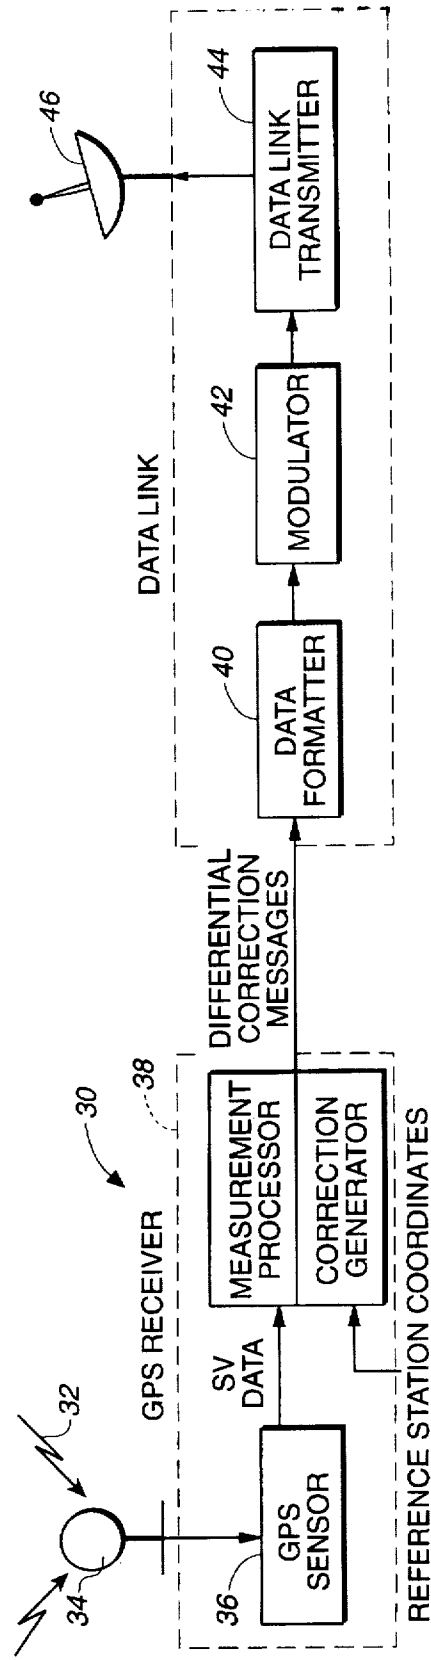 30
32
34
GPS RECEIVER
38
36
GPS
SENSOR
SV
DATA
MEASUREMENT
PROCESSOR
CORRECTION
GENERATOR
REFERENCE STATION COORDINATES
DIFFERENTIAL
CORRECTION
MESSAGES
DATA LINK
40
DATA
FORMATTER
42
MODULATOR
44
DATA LINK
TRANSMITTER
46